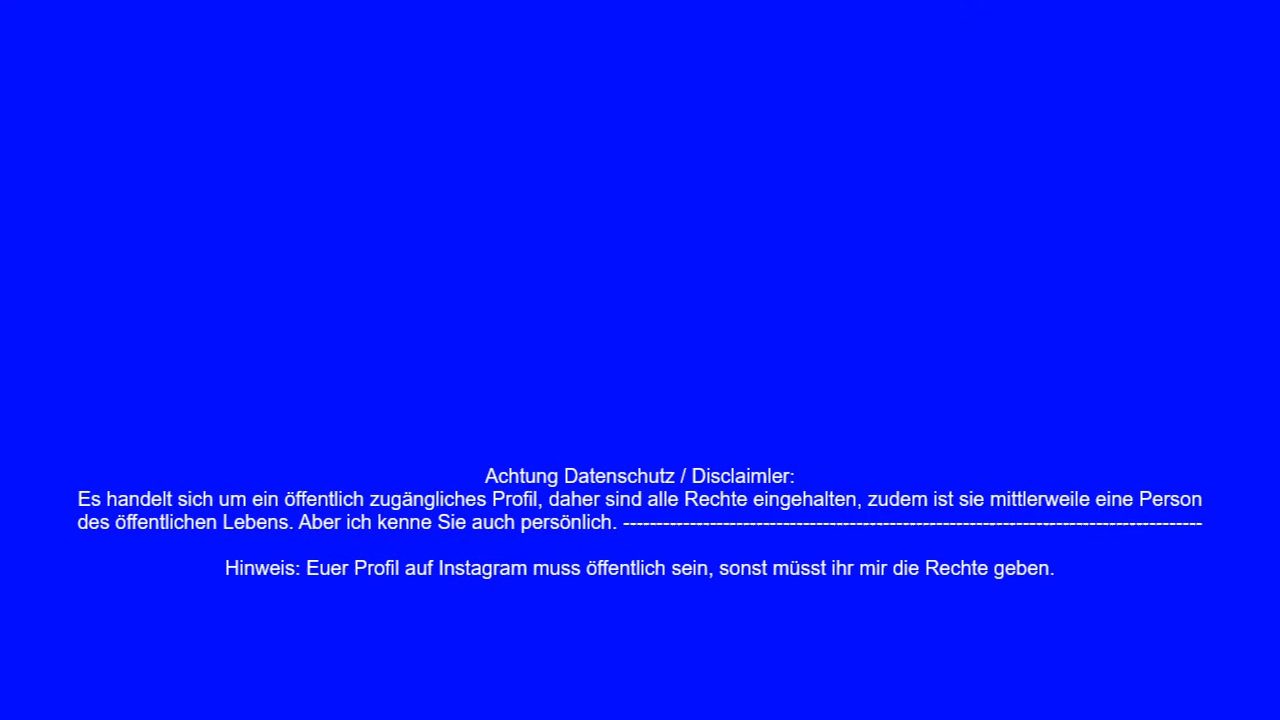 Achtung Datenschutz / Disclaimler:
Es handelt sich um ein öffentlich zugängliches Profil, daher sind alle Rechte eingehalten, zudem ist sie mittlerweile eine Person
des öffentlichen Lebens. Aber ich kenne Sie auch persönlich. ---------------------------------------------------------------------------------------
Hinweis: Euer Profil auf Instagram muss öffentlich sein, sonst müsst ihr mir die Rechte geben.